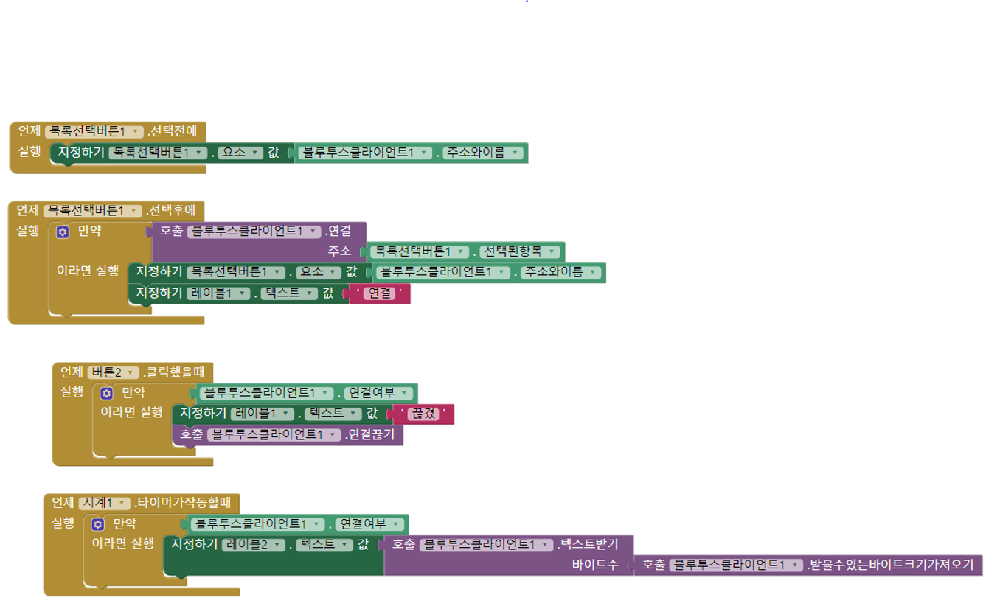 언제 목록선택버튼1 .선택전에
실행 지정하기 목록선택버튼1 . 요소 값 블루투스클라이언트1 . 주소와이름
언제 목록선택버튼1 .선택후에
실행 만약 호출 블루투스클라이언트1 .연결
주소 목록선택버튼1 . 선택된항목
이라면 실행 지정하기 목록선택버튼1 . 요소 값 블루투스클라이언트1 . 주소와이름
지정하기 레이블1 . 텍스트 값 ' 연결 '
언제 버튼2 .클릭했을때
실행 만약 블루투스클라이언트1 . 연결여부
이라면 실행 지정하기 레이블1 . 텍스트 값 ' 끊겼 '
호출 블루투스클라이언트1 .연결끊기
언제 시계1 .타이머가작동할때
실행 만약 블루투스클라이언트1 . 연결여부
이라면 실행 지정하기 레이블2 . 텍스트 값 호출 블루투스클라이언트1 .텍스트받기
바이트수 호출 블루투스클라이언트1 .받을수있는바이트크기가져오기